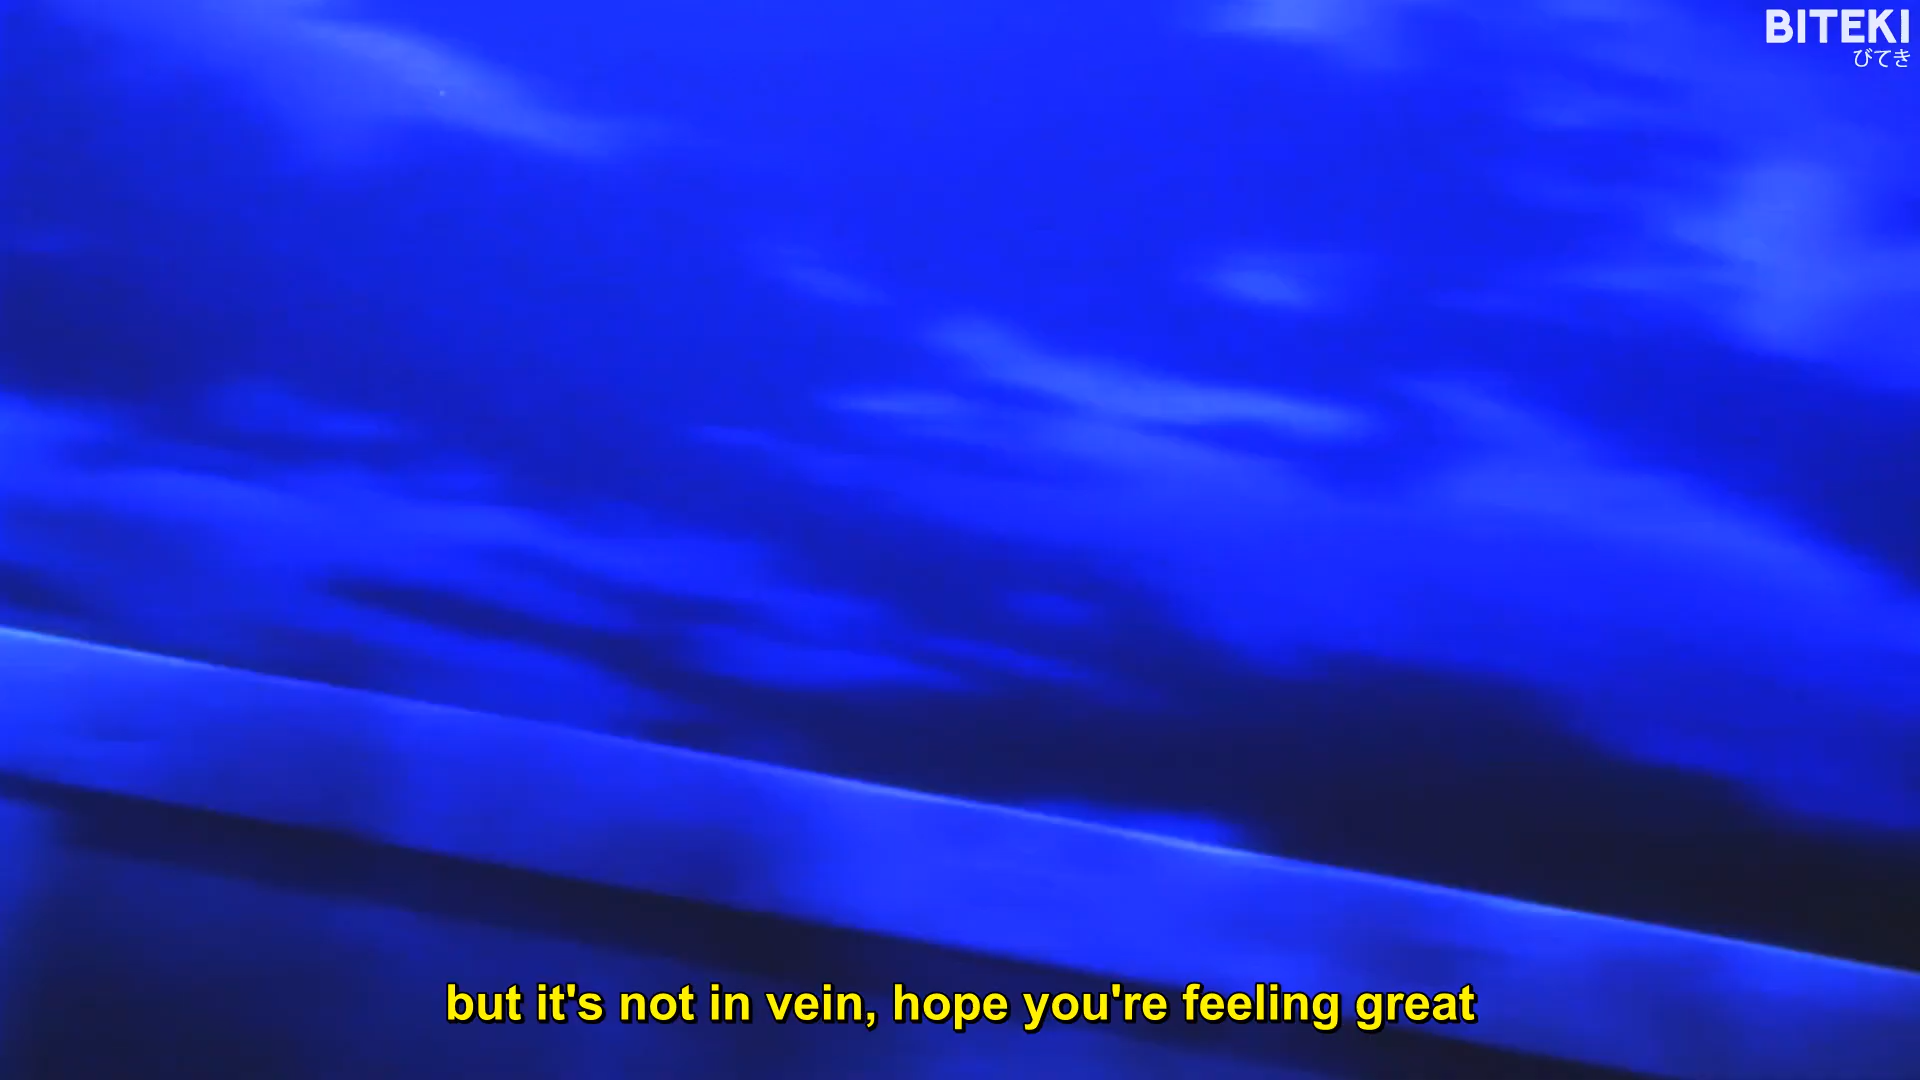 BITEKI
びてき
but it's not in vein, hope you're feeling great